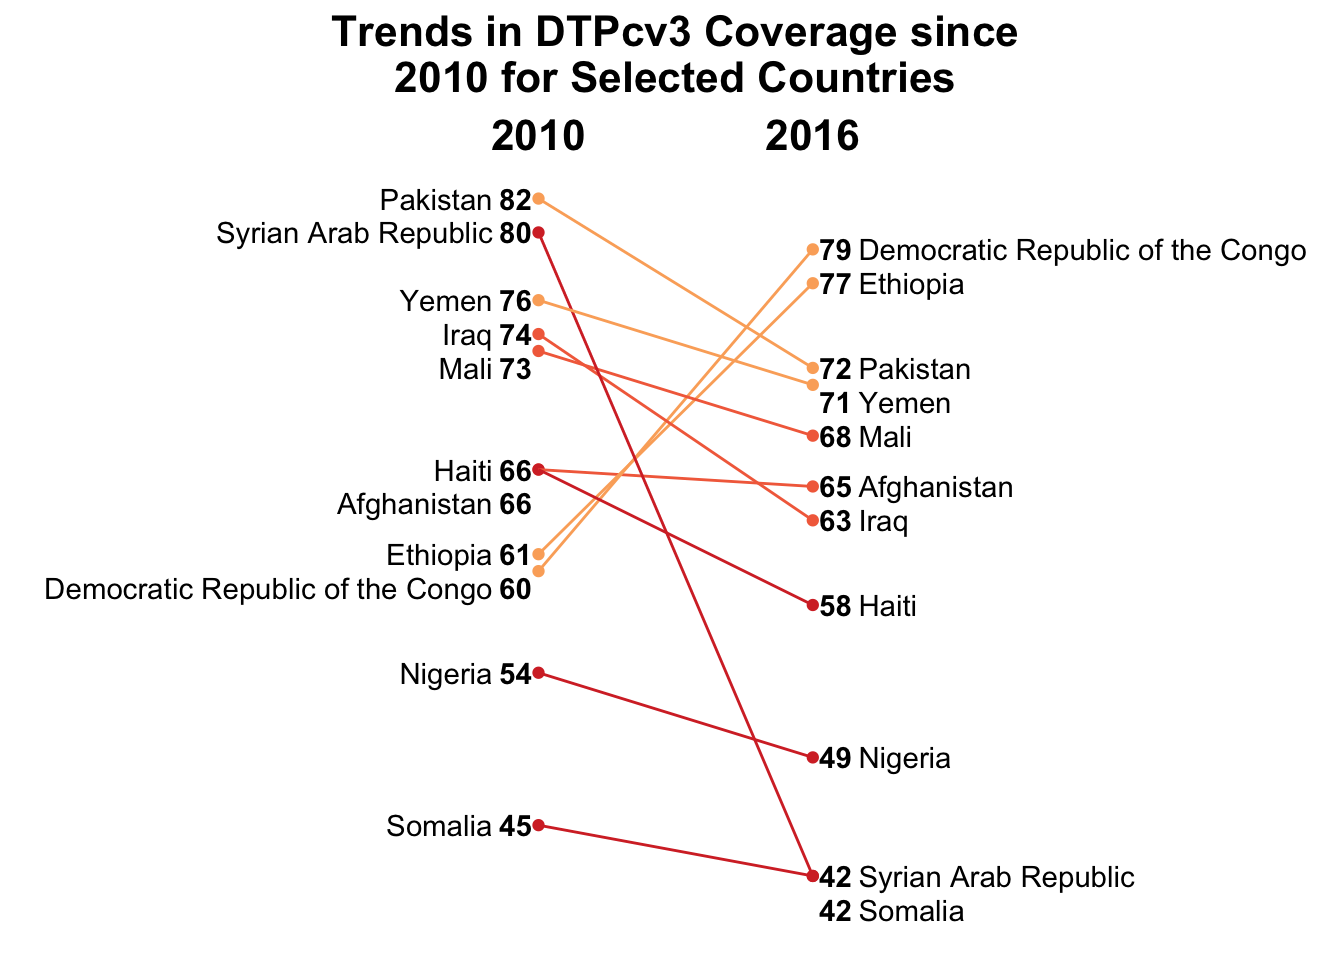 Trends in DTPcv3 Coverage since
2010 for Selected Countries
2010
2016
Pakistan 82
Syrian Arab Republic 80
Yemen 76
Iraq 74
Mali 73
Haiti 66
Afghanistan 66
Ethiopia 61
Democratic Republic of the Congo 60
Nigeria 54
Somalia 45
79 Democratic Republic of the Congo
77 Ethiopia
72 Pakistan
71 Yemen
68 Mali
65 Afghanistan
63 Iraq
58 Haiti
49 Nigeria
42 Syrian Arab Republic
42 Somalia